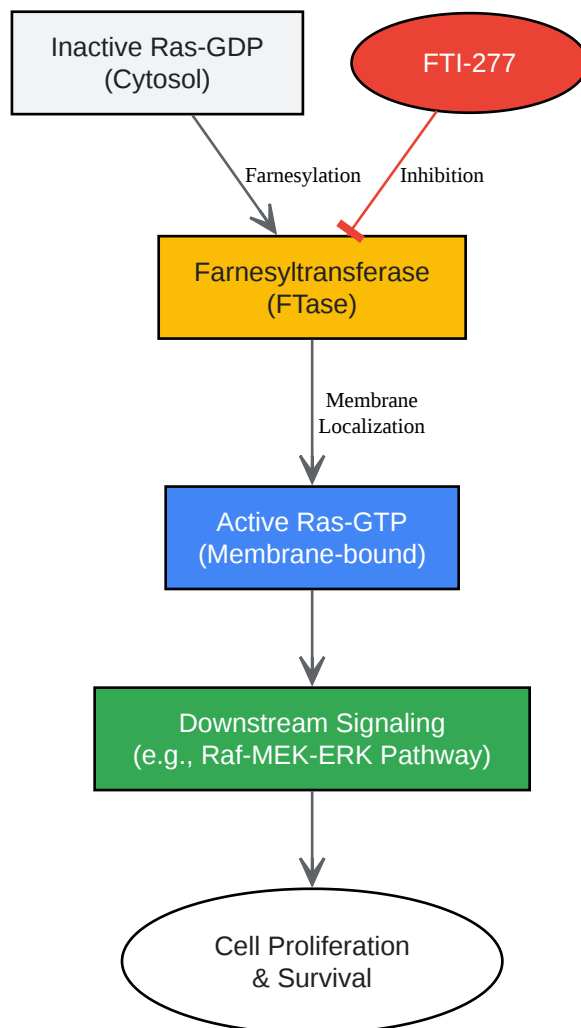 Inactive Ras-GDP
(Cytosol)
FTI-277
Farnesylation
Inhibition
Farnesyltransferase
(FTase)
Membrane
Localization
Active Ras-GTP
(Membrane-bound)
Downstream Signaling
(e.g., Raf-MEK-ERK Pathway)
Cell Proliferation
& Survival